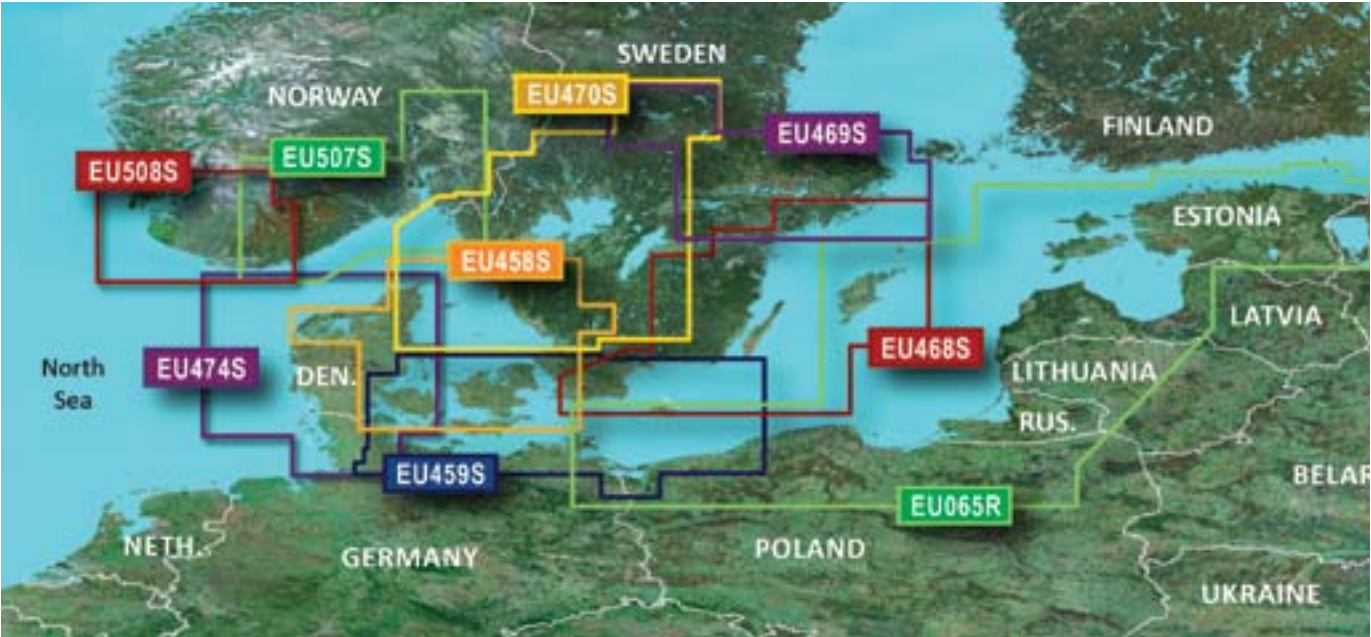 SWEDEN
EU470S
NORWAY
EU469S
FINLAND
EU507S
EU508S
ESTONIA
EU458S
LATVIA
EU468S
North
Sea
EU474S
DEN.
LITHUANIA
RUS.
EU459S
BELAR
EU065R
NETH.
GERMANY
POLAND
UKRAINE